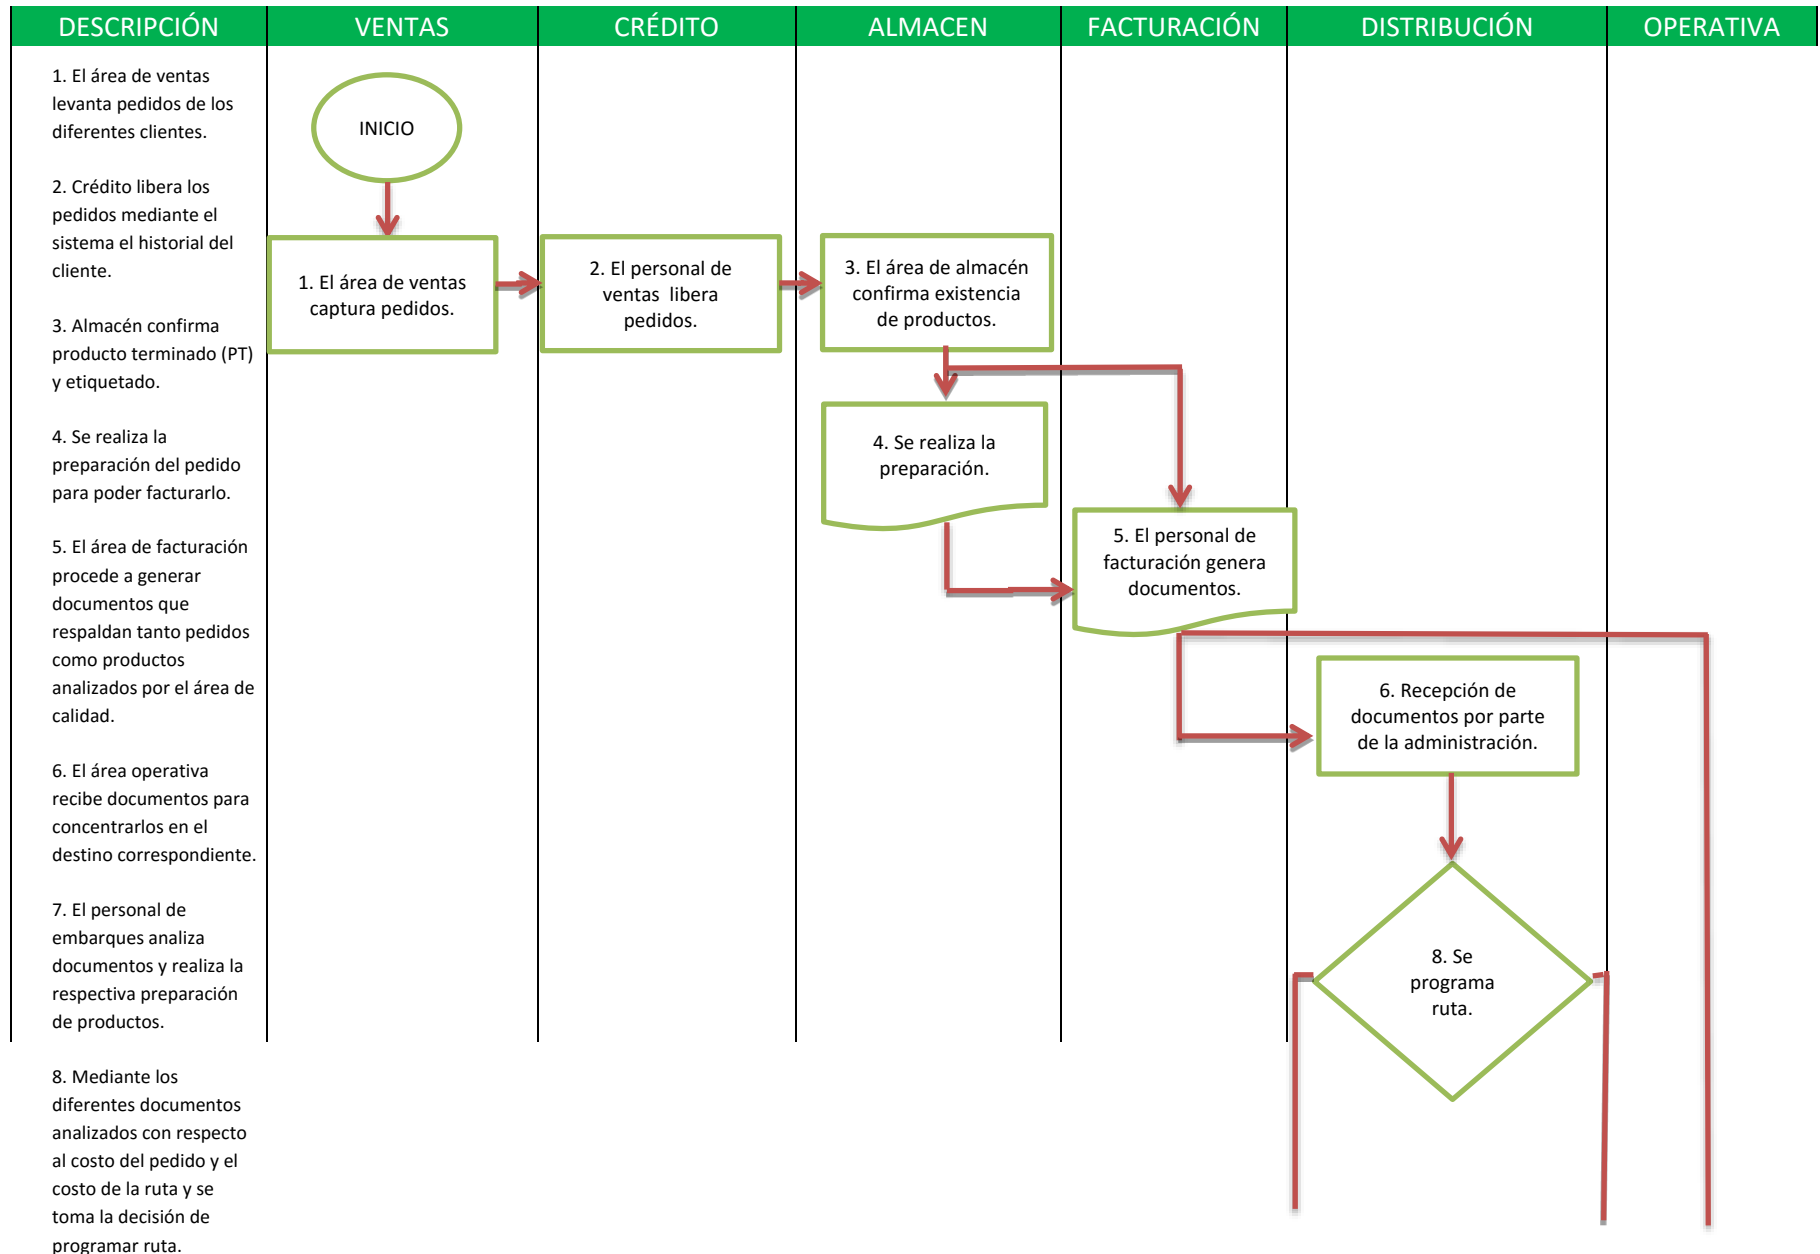 DESCRIPCIÓN
VENTAS
CRÉDITO
ALMACEN
FACTURACIÓN
DISTRIBUCIÓN
OPERATIVA
1. El área de ventas
levanta pedidos de los
diferentes clientes.
2. Crédito libera los
pedidos mediante el
sistema el historial del
cliente.
3. Almacén confirma
producto terminado (PT)
y etiquetado.
4. Se realiza la
preparación del pedido
para poder facturarlo.
5. El área de facturación
procede a generar
documentos que
respaldan tanto pedidos
como productos
analizados por el área de
calidad.
6. El área operativa
recibe documentos para
concentrarlos en el
destino correspondiente.
7. El personal de
embarques analiza
documentos y realiza la
respectiva preparación
de productos.
8. Mediante los
diferentes documentos
analizados con respecto
al costo del pedido y el
costo de la ruta y se
toma la decisión de
programar ruta.
INICIO
1. El área de ventas
captura pedidos.
2. El personal de
ventas libera
pedidos.
3. El área de almacén
confirma existencia
de productos.
4. Se realiza la
preparación.
5. El personal de
facturación genera
documentos.
6. Recepción de
documentos por parte
de la administración.
8. Se
programa
ruta.